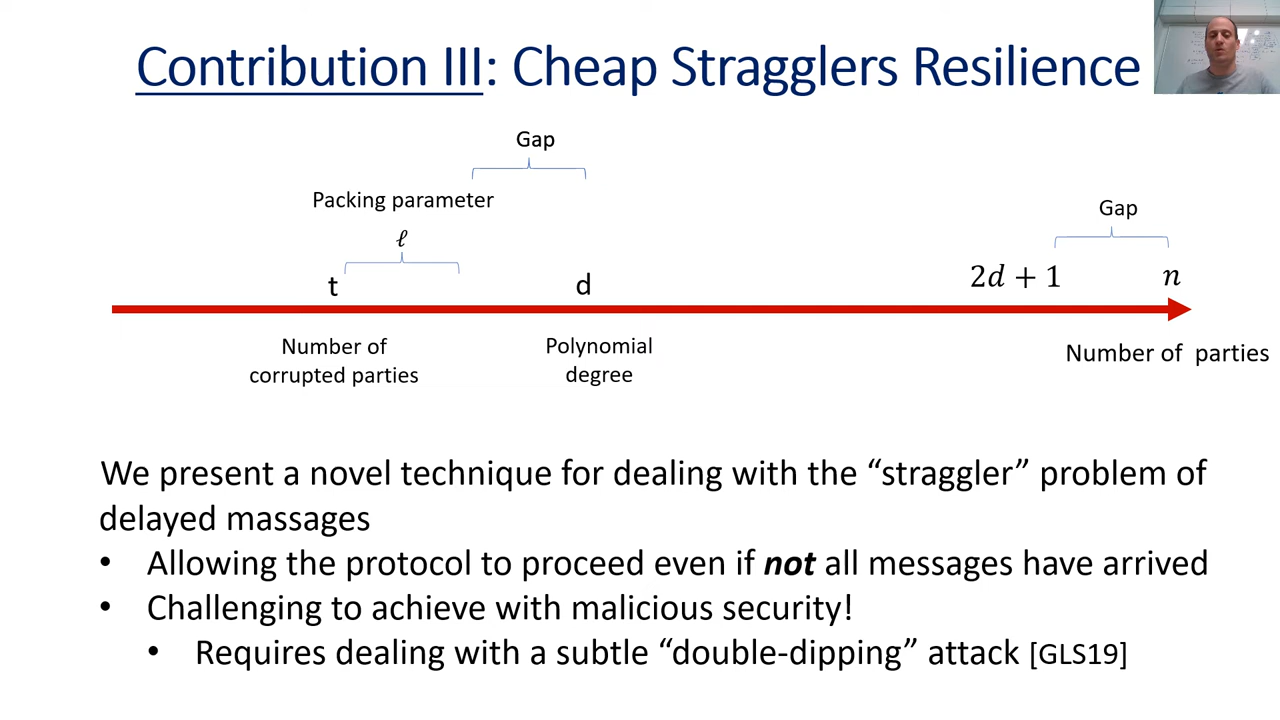 Contribution III: Cheap Stragglers Resilience
Gap
Packing parameter
ℓ
Gap
t
d
2d + 1
n
Number of
corrupted parties
Polynomial
degree
Number of parties
We present a novel technique for dealing with the “straggler” problem of
delayed massages
• Allowing the protocol to proceed even if not all messages have arrived
• Challenging to achieve with malicious security!
• Requires dealing with a subtle “double-dipping” attack [GLS19]